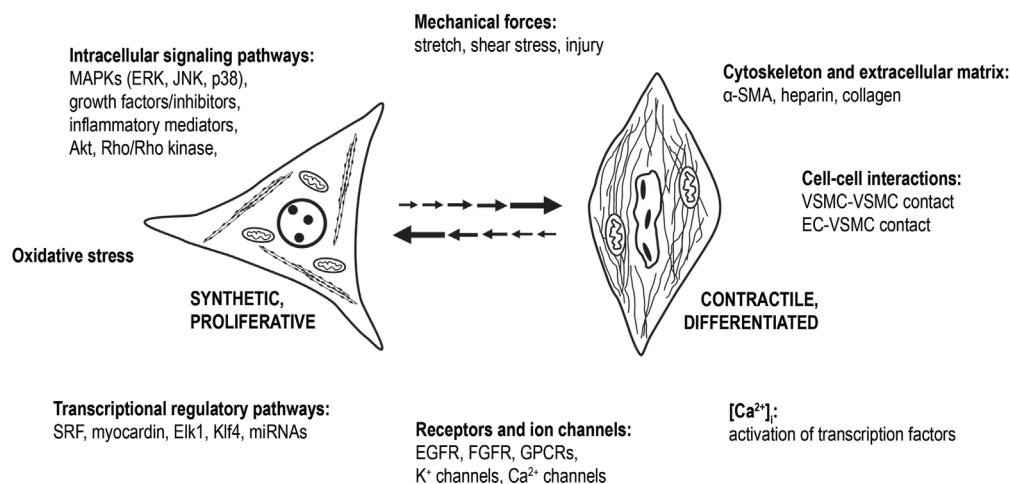 Mechanical forces:
stretch, shear stress, injury
Intracellular signaling pathways:
MAPKs (ERK, JNK, p38),
growth factors/inhibitors,
inflammatory mediators,
Akt, Rho/Rho kinase,
Cytoskeleton and extracellular matrix:
α-SMA, heparin, collagen
Cell-cell interactions:
VSMC-VSMC contact
EC-VSMC contact
Oxidative stress
SYNTHETIC,
PROLIFERATIVE
CONTRACTILE,
DIFFERENTIATED
Transcriptional regulatory pathways:
SRF, myocardin, Elk1, Klf4, miRNAs
Receptors and ion channels:
EGFR, FGFR, GPCRs,
K⁺ channels, Ca²⁺ channels
[Ca²⁺]ᵢ:
activation of transcription factors